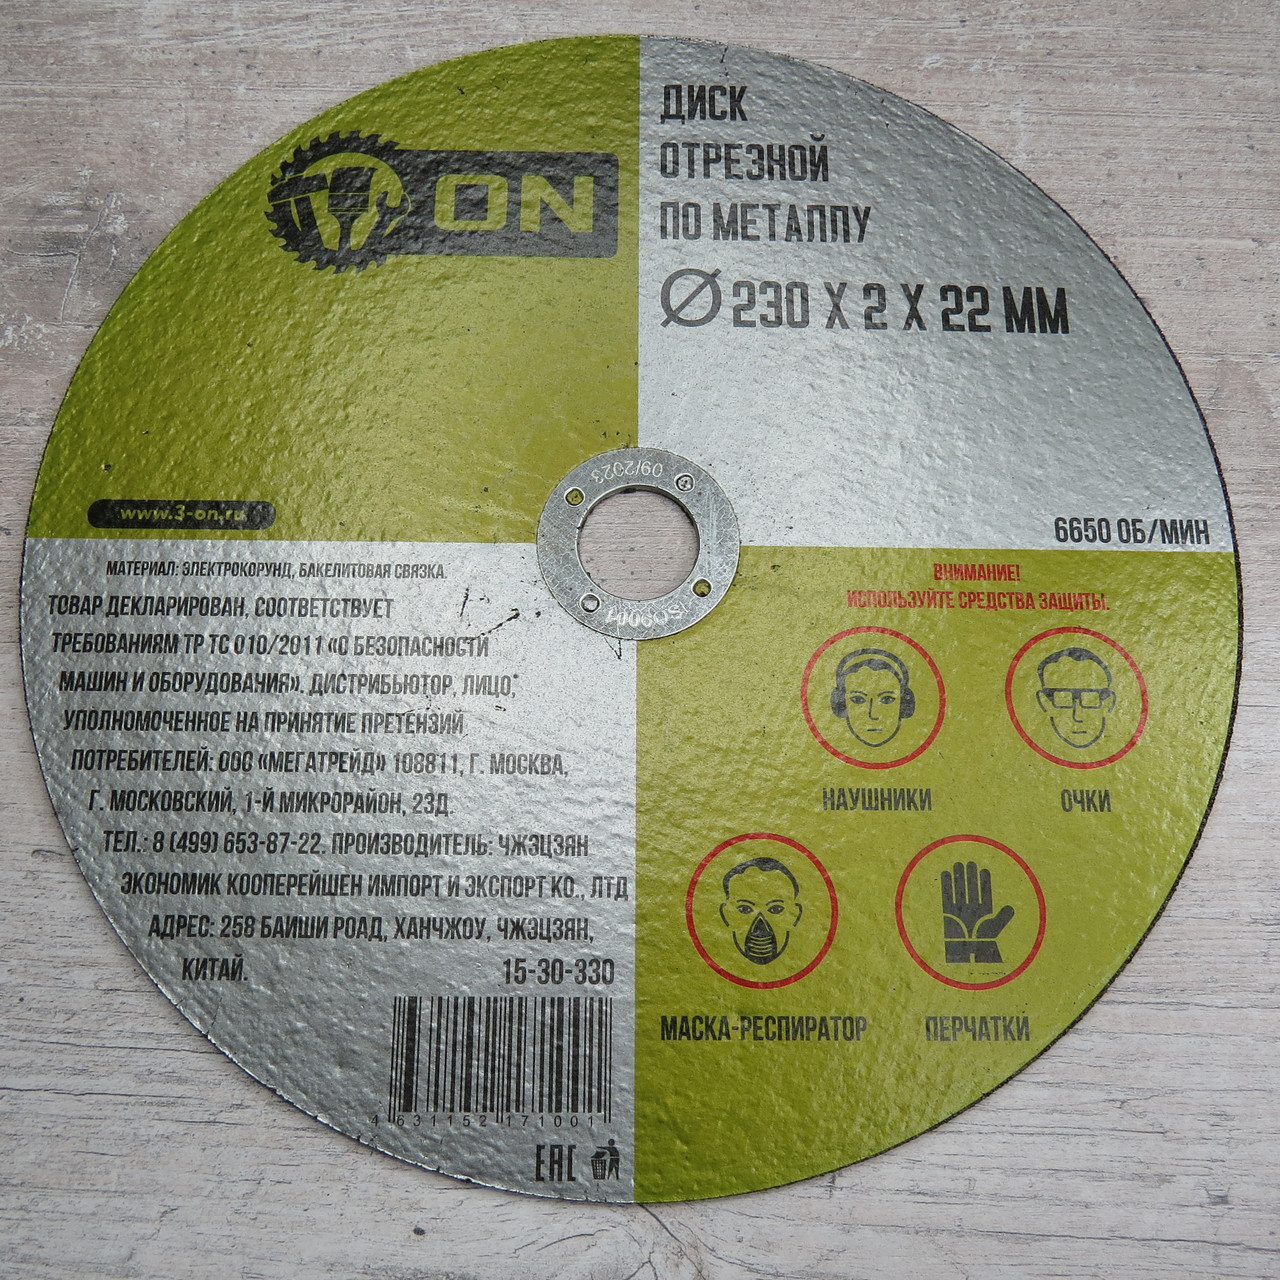 ON
ДИСК
ОТРЕЗНОЙ
ПО МЕТАЛЛУ
Ø 230 X 2 X 22 ММ
09/2023
ISO9001
www.3-on.ru
6650 ОБ/МИН
МАТЕРИАЛ: ЭЛЕКТРОКОРУНД, БАКЕЛИТОВАЯ СВЯЗКА.
ТОВАР ДЕКЛАРИРОВАН. СООТВЕТСТВУЕТ
ТРЕБОВАНИЯМ ТР ТС 010/2011 «О БЕЗОПАСНОСТИ
МАШИН И ОБОРУДОВАНИЯ». ДИСТРИБЬЮТОР, ЛИЦО,
УПОЛНОМОЧЕННОЕ НА ПРИНЯТИЕ ПРЕТЕНЗИЙ
ПОТРЕБИТЕЛЕЙ: ООО «МЕГАТРЕЙД» 108811, Г. МОСКВА,
Г. МОСКОВСКИЙ, 1-Й МИКРОРАЙОН, 23Д.
ТЕЛ.: 8 (499) 653-87-22. ПРОИЗВОДИТЕЛЬ: ЧЖЭЦЗЯН
ЭКОНОМИК КООПЕРЕЙШЕН ИМПОРТ И ЭКСПОРТ КО., ЛТД
АДРЕС: 258 БАИШИ РОАД, ХАНЧЖОУ, ЧЖЭЦЗЯН,
КИТАЙ. 15-30-330
4 631152 171001
EAC
ВНИМАНИЕ!
ИСПОЛЬЗУЙТЕ СРЕДСТВА ЗАЩИТЫ.
НАУШНИКИ ОЧКИ
МАСКА-РЕСПИРАТОР ПЕРЧАТКИ